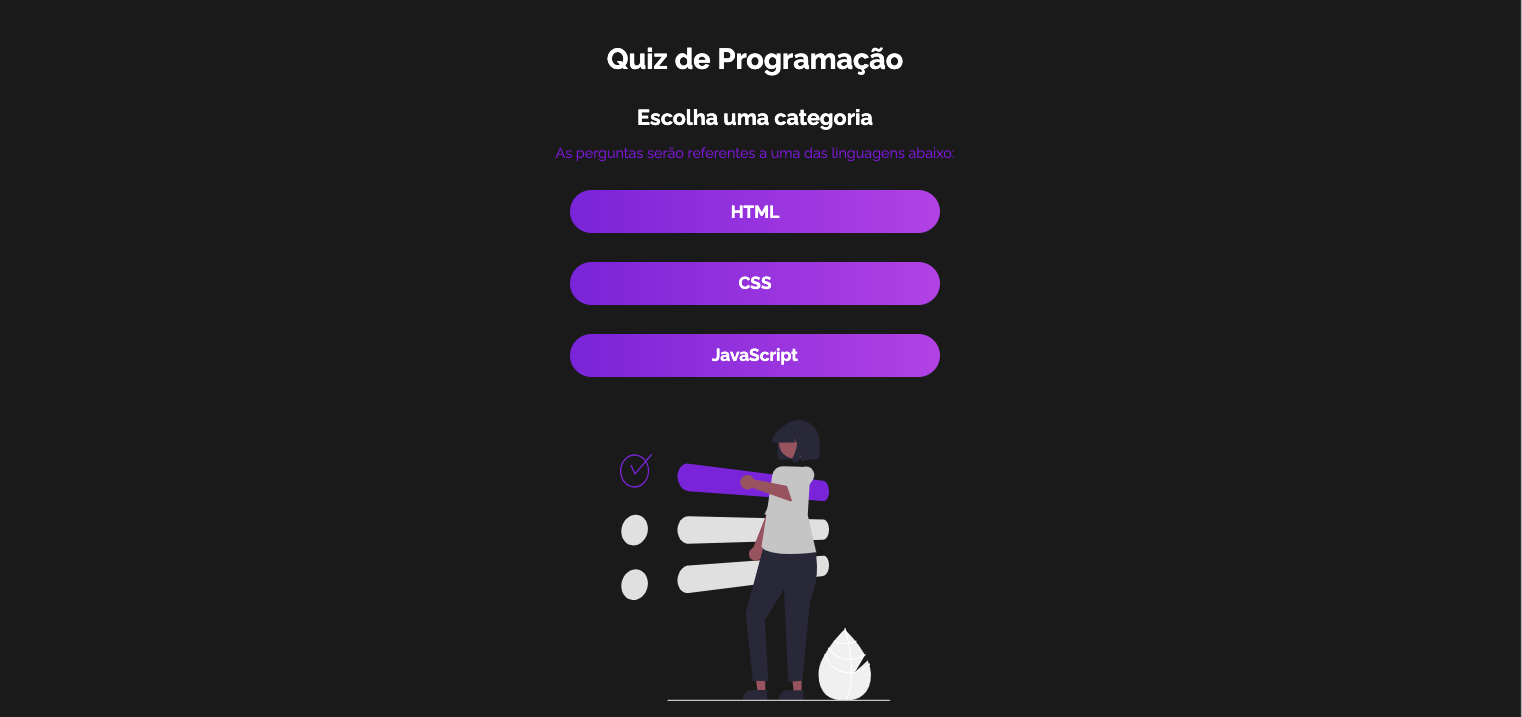 Quiz de Programação
Escolha uma categoria
As perguntas serão referentes a uma das linguagens abaixo:
HTML
CSS
JavaScript